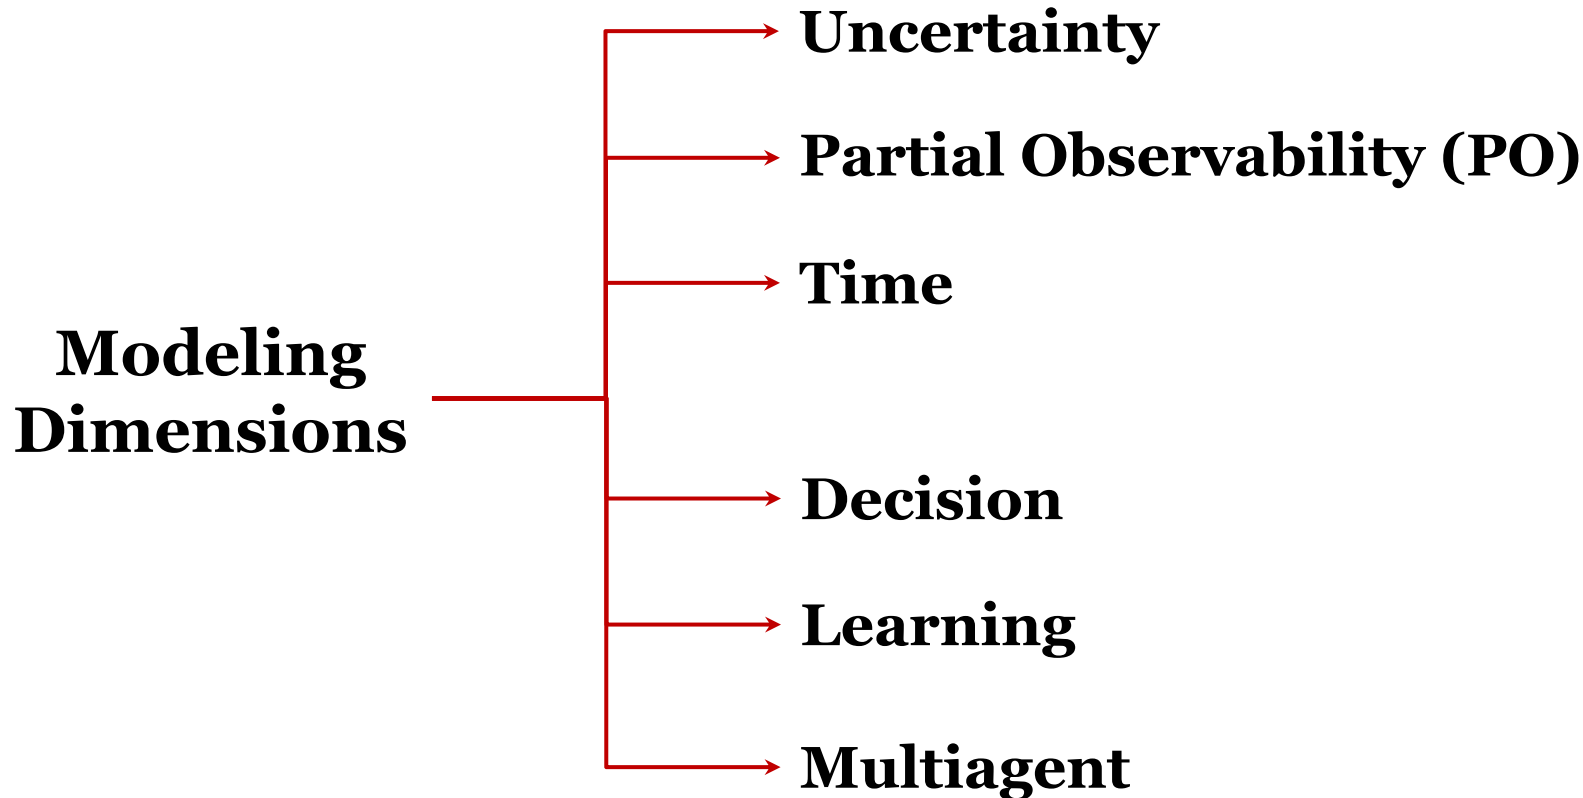 Uncertainty
Partial Observability (PO)
Time
Modeling
Dimensions
Decision
Learning
Multiagent